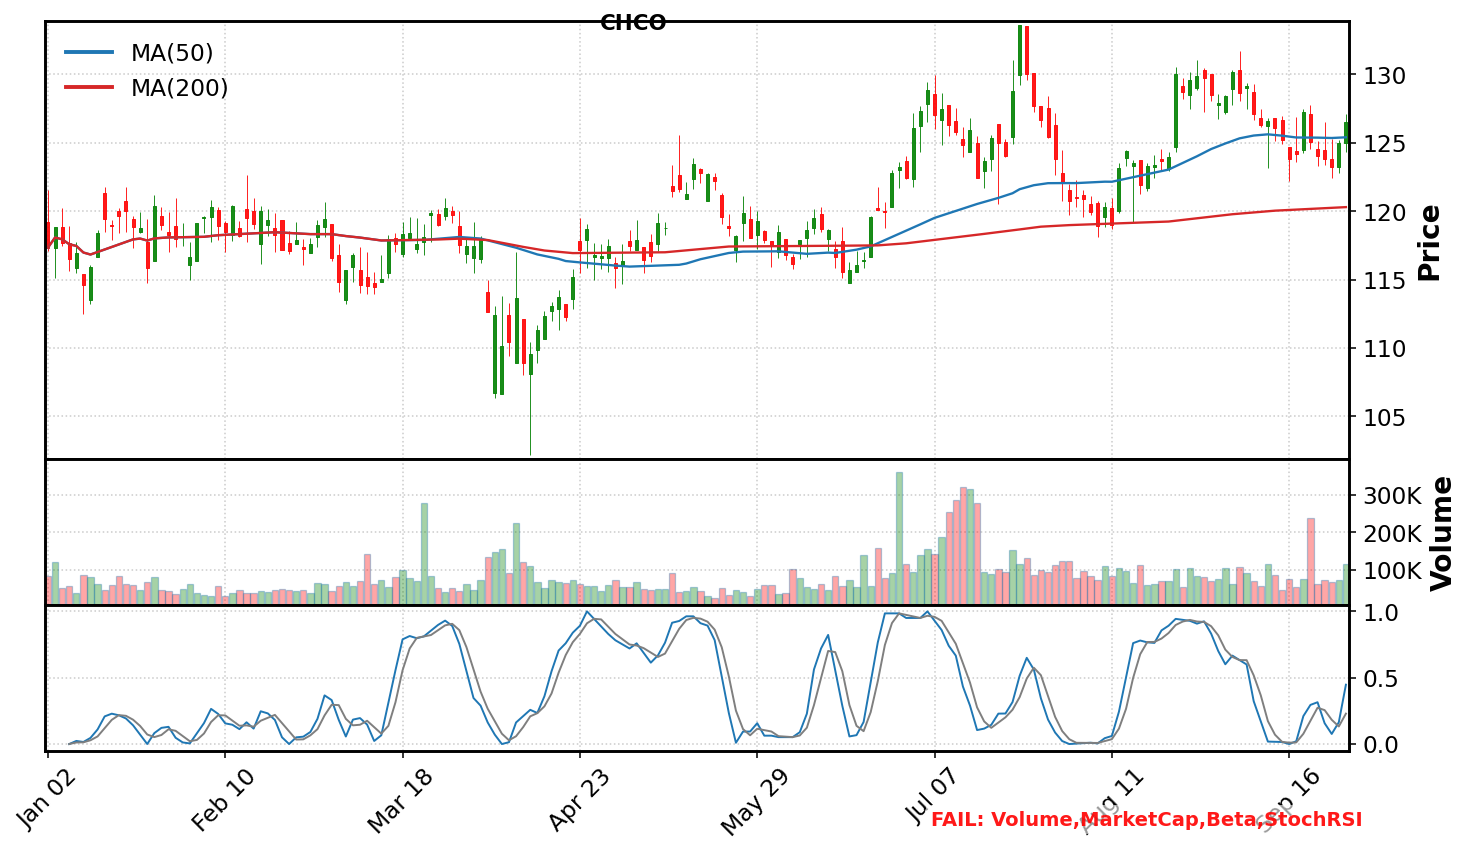 CHCO
MA(50)
MA(200)
130
125
120
115
110
105
Price
300K
200K
100K
Volume
1.0
0.5
0.0
Jan 02
Feb 10
Mar 18
Apr 23
May 29
Jul 07
Aug 11
Sep 16
FAIL: Volume,MarketCap,Beta,StochRSI